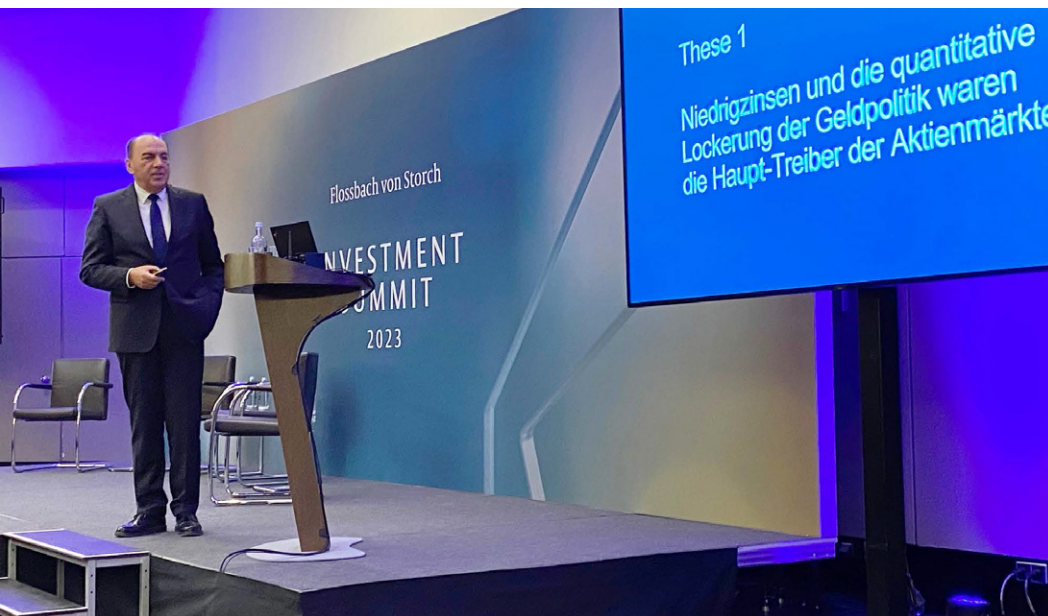 Flossbach von Storch
NVESTMENT
UMMIT
2023
These 1
Niedrigzinsen und die quantitative
Lockerung der Geldpolitik waren
die Haupt-Treiber der Aktienmärkte